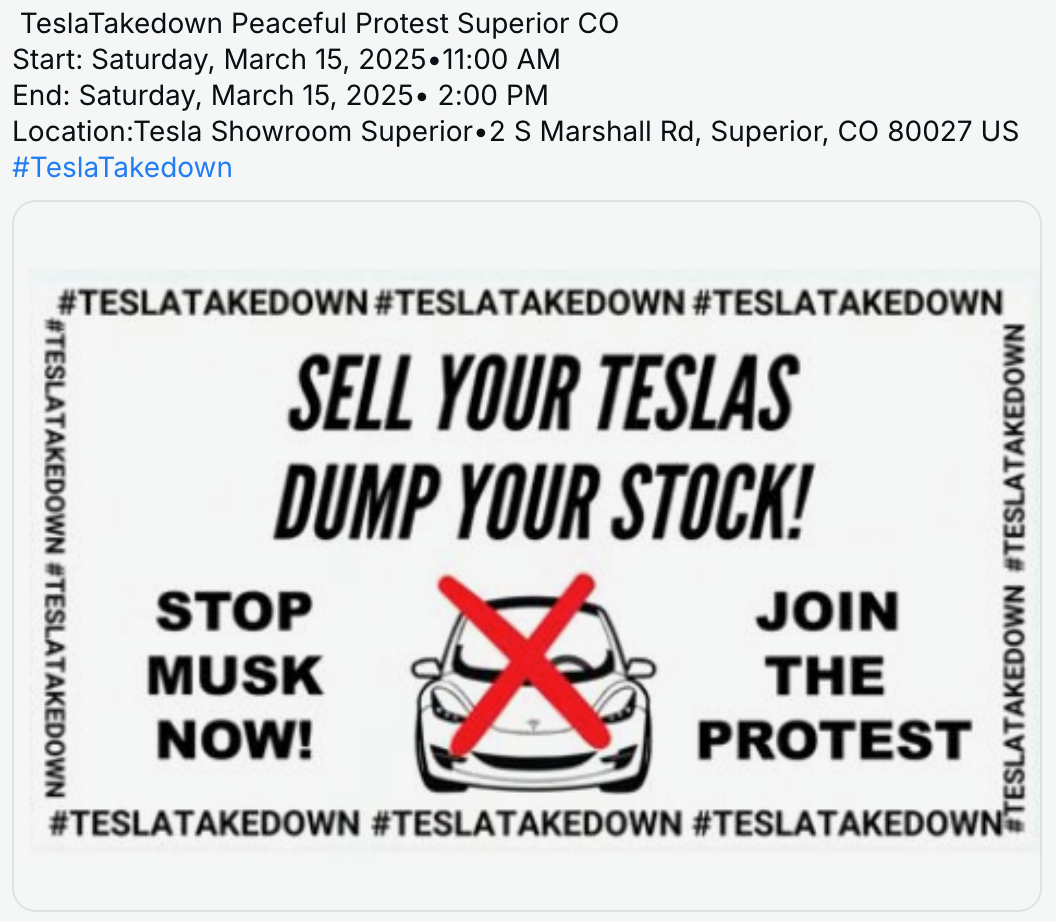 TeslaTakedown Peaceful Protest Superior CO
Start: Saturday, March 15, 2025•11:00 AM
End: Saturday, March 15, 2025• 2:00 PM
Location:Tesla Showroom Superior•2 S Marshall Rd, Superior, CO 80027 US
#TeslaTakedown
#TESLATAKEDOWN #TESLATAKEDOWN #TESLATAKEDOWN
#TESLATAKEDOWN #TESLATAKEDOWN
SELL YOUR TESLAS
DUMP YOUR STOCK!
STOP
MUSK
NOW!
JOIN
THE
PROTEST
#TESLATAKEDOWN #TESLATAKEDOWN
#TESLATAKEDOWN #TESLATAKEDOWN #TESLATAKEDOWN